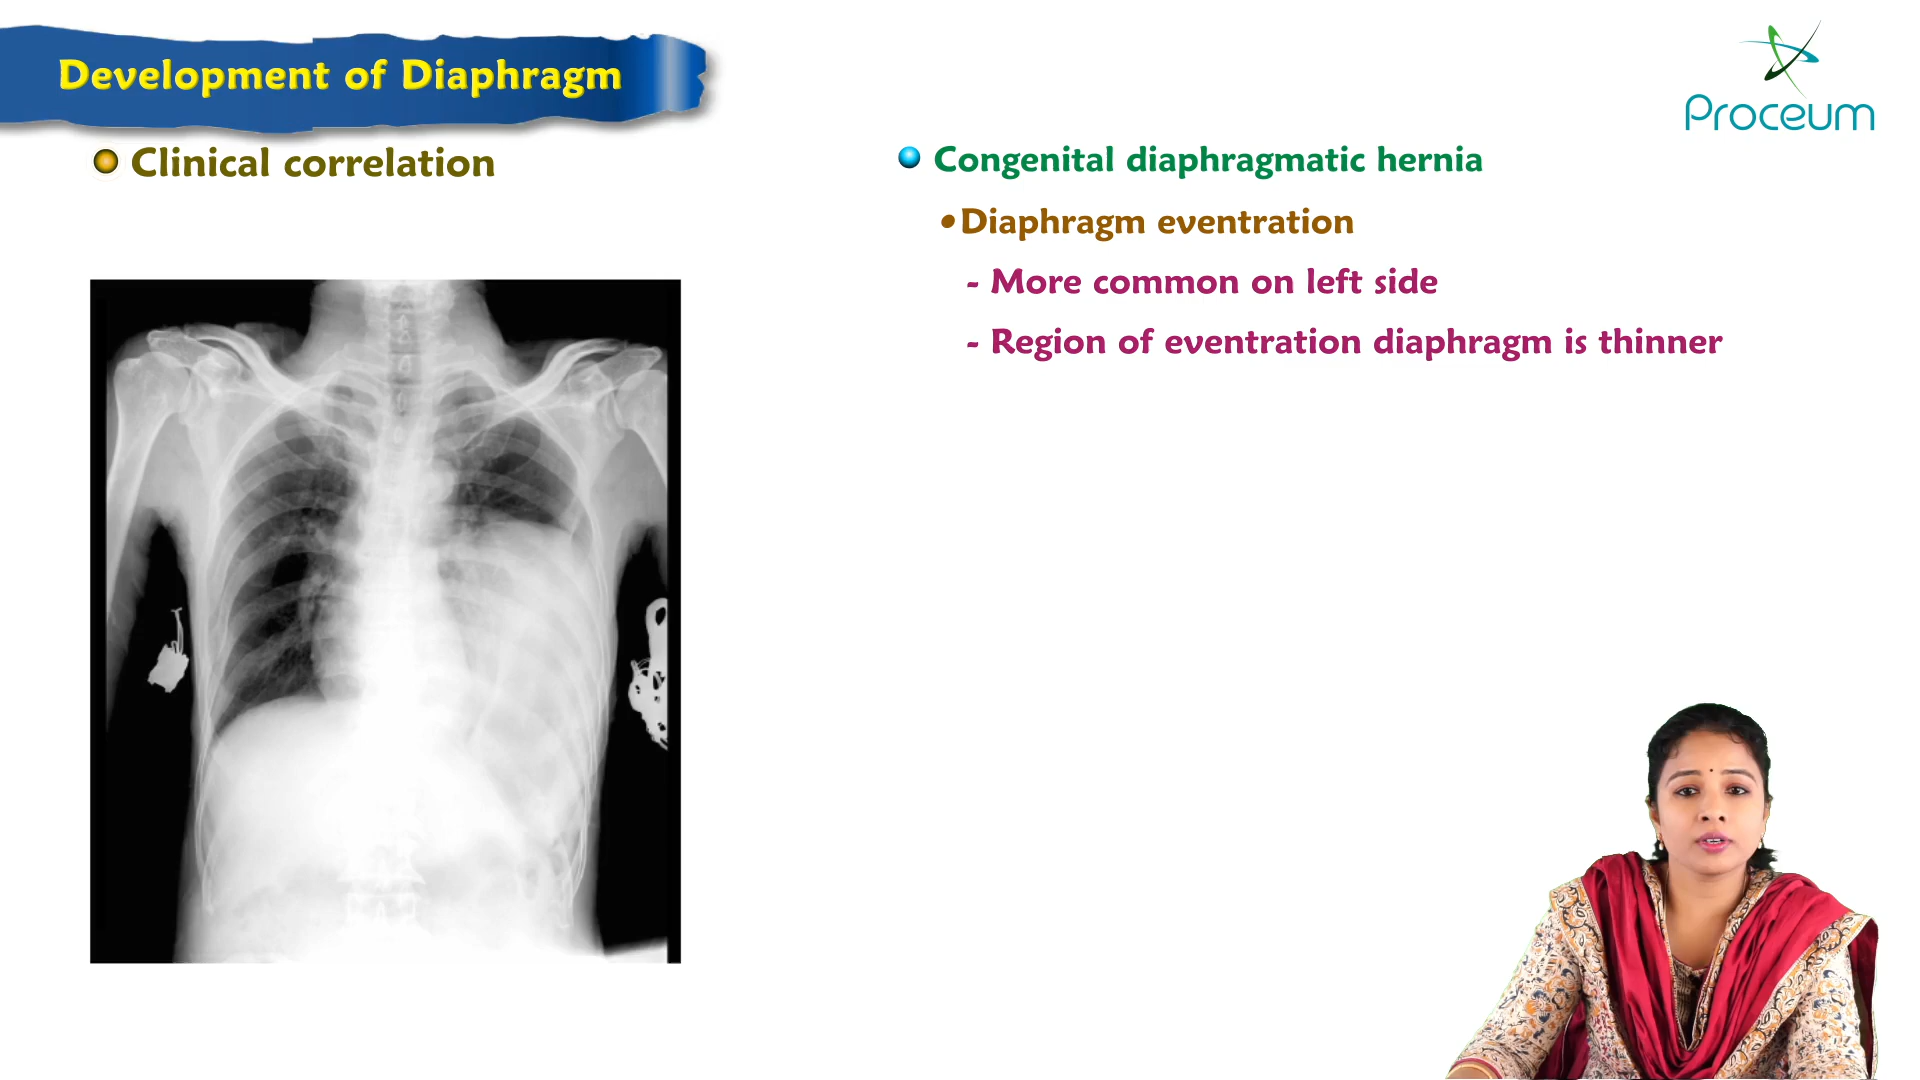 Development of Diaphragm
Proceum
Clinical correlation
Congenital diaphragmatic hernia
•Diaphragm eventration
- More common on left side
- Region of eventration diaphragm is thinner